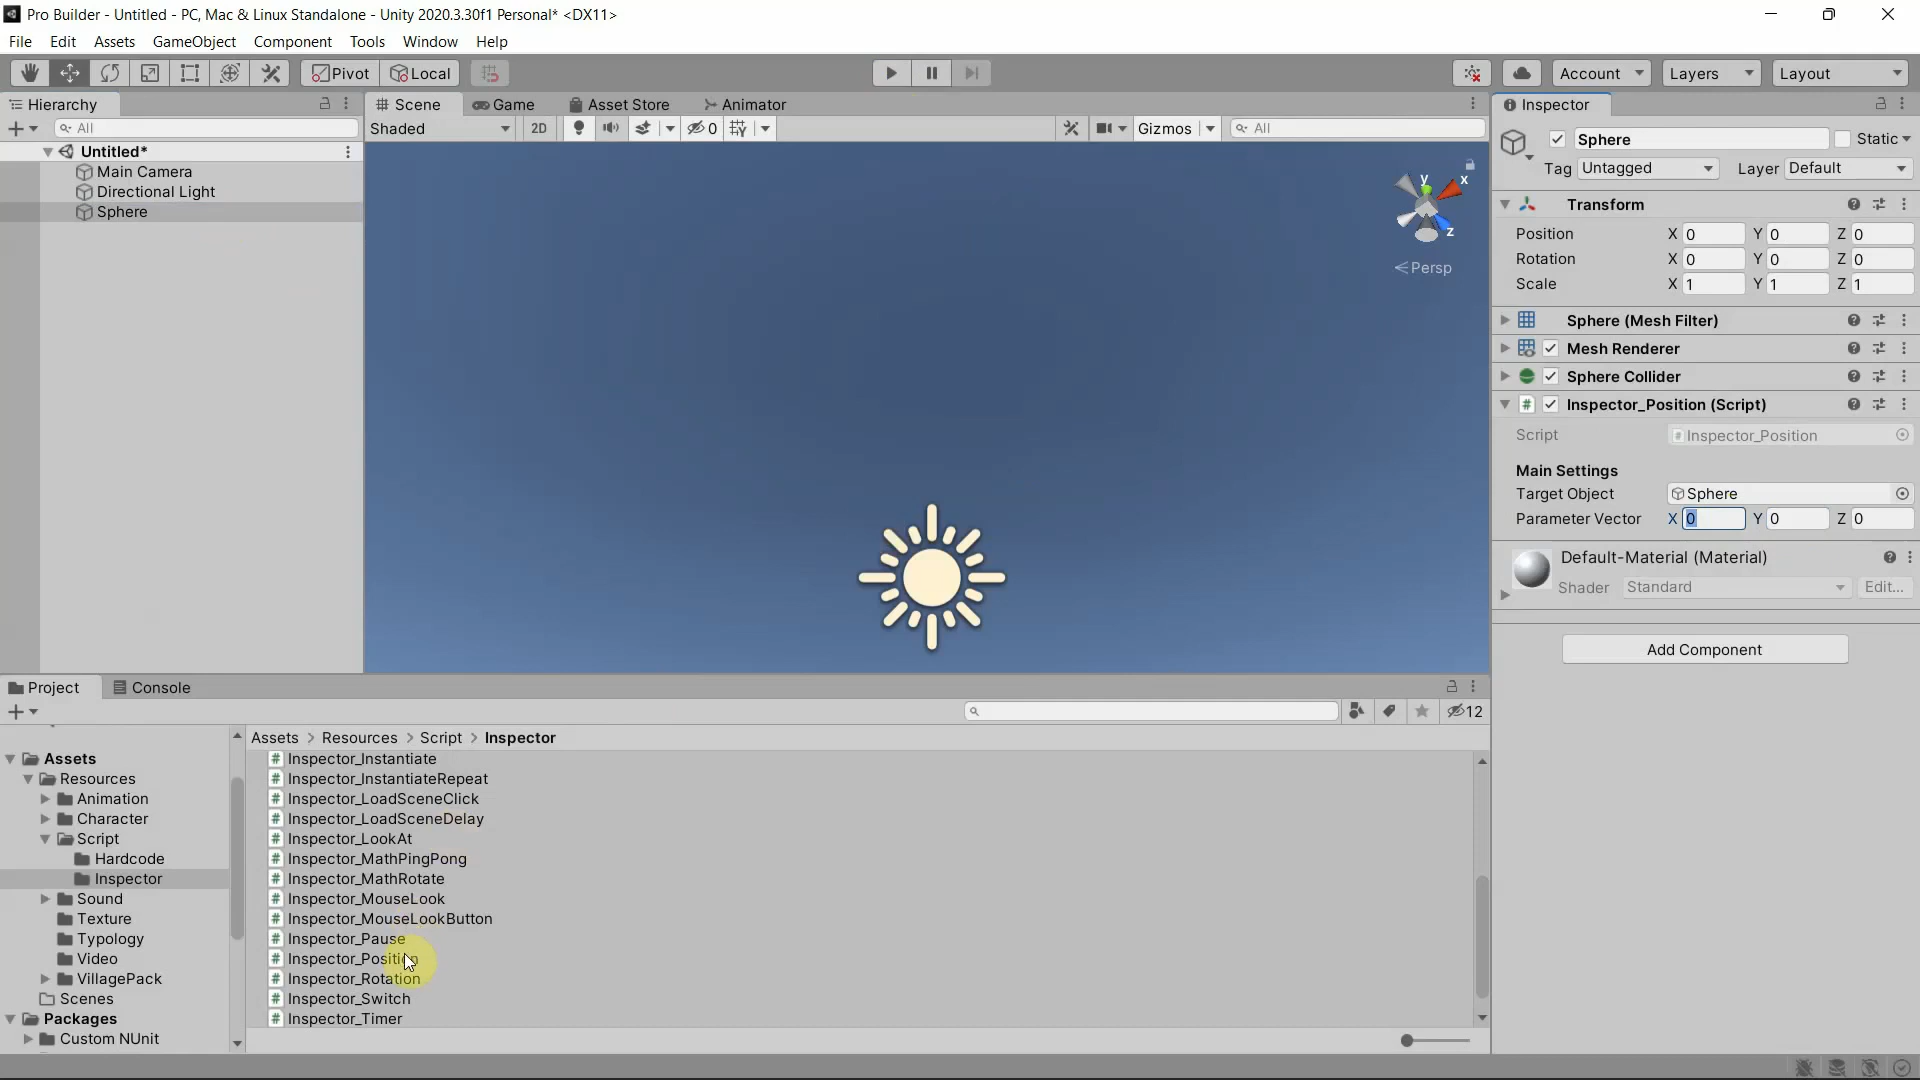 Pro Builder - Untitled - PC, Mac & Linux Standalone - Unity 2020.3.30f1 Personal* <DX11>
File Edit Assets GameObject Component Tools Window Help
Pivot Local Account Layers Layout
Hierarchy
All
Untitled*
Main Camera
Directional Light
Sphere
Scene Game Asset Store Animator
Shaded 2D 0 Gizmos All
y
x
z
Persp
Inspector
Sphere Static
Tag Untagged Layer Default
Transform
Position X 0 Y 0 Z 0
Rotation X 0 Y 0 Z 0
Scale X 1 Y 1 Z 1
Sphere (Mesh Filter)
Mesh Renderer
Sphere Collider
# Inspector_Position (Script)
Script # Inspector_Position
Main Settings
Target Object Sphere
Parameter Vector X 0 Y 0 Z 0
Default-Material (Material)
Shader Standard Edit...
Add Component
Project Console
12
Assets
Resources
Animation
Character
Script
Hardcode
Inspector
Sound
Texture
Typology
Video
VillagePack
Scenes
Packages
Custom NUnit
Assets > Resources > Script > Inspector
# Inspector_Instantiate
# Inspector_InstantiateRepeat
# Inspector_LoadSceneClick
# Inspector_LoadSceneDelay
# Inspector_LookAt
# Inspector_MathPingPong
# Inspector_MathRotate
# Inspector_MouseLook
# Inspector_MouseLookButton
# Inspector_Pause
# Inspector_Position
# Inspector_Rotation
# Inspector_Switch
# Inspector_Timer